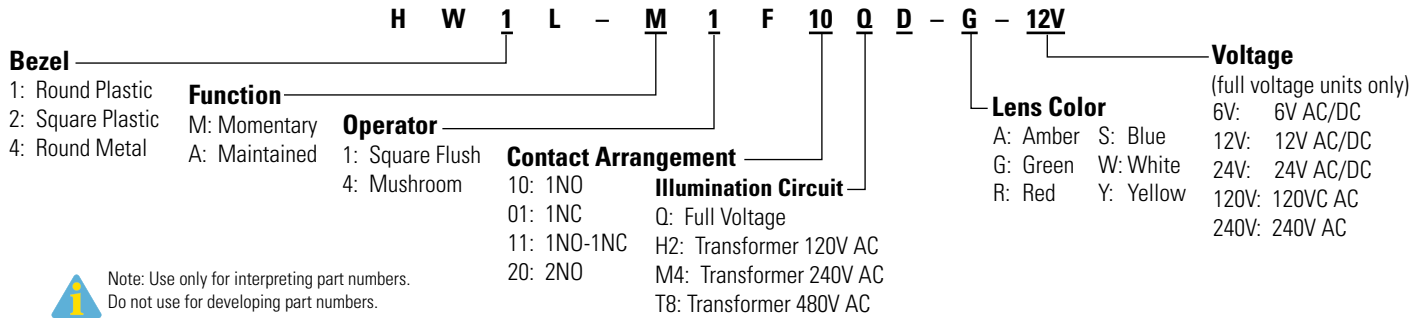 H W 1 L – M 1 F 10 Q D – G – 12V
Bezel
1: Round Plastic
2: Square Plastic
4: Round Metal
Function
M: Momentary
A: Maintained
Operator
1: Square Flush
4: Mushroom
Contact Arrangement
10: 1NO
01: 1NC
11: 1NO-1NC
20: 2NO
Illumination Circuit
Q: Full Voltage
H2: Transformer 120V AC
M4: Transformer 240V AC
T8: Transformer 480V AC
Lens Color
A: Amber S: Blue
G: Green W: White
R: Red Y: Yellow
Voltage
(full voltage units only)
6V: 6V AC/DC
12V: 12V AC/DC
24V: 24V AC/DC
120V: 120VC AC
240V: 240V AC
i
Note: Use only for interpreting part numbers.
Do not use for developing part numbers.